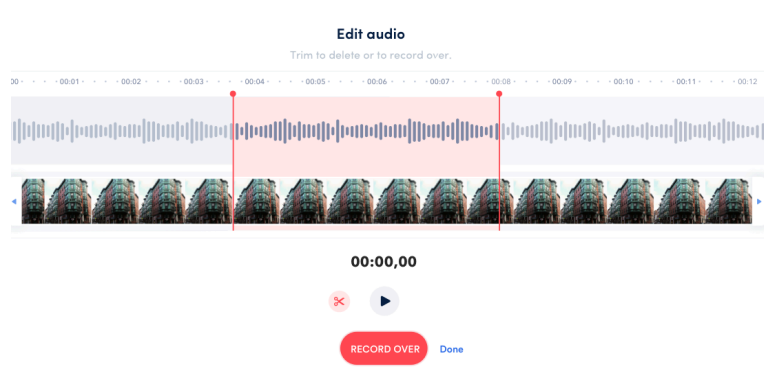 Edit audio
Trim to delete or to record over.
00 00:01 00:02 00:03 00:04 00:05 00:06 00:07 00:08 00:09 00:10 00:11 00:12
00:00,00
RECORD OVER Done